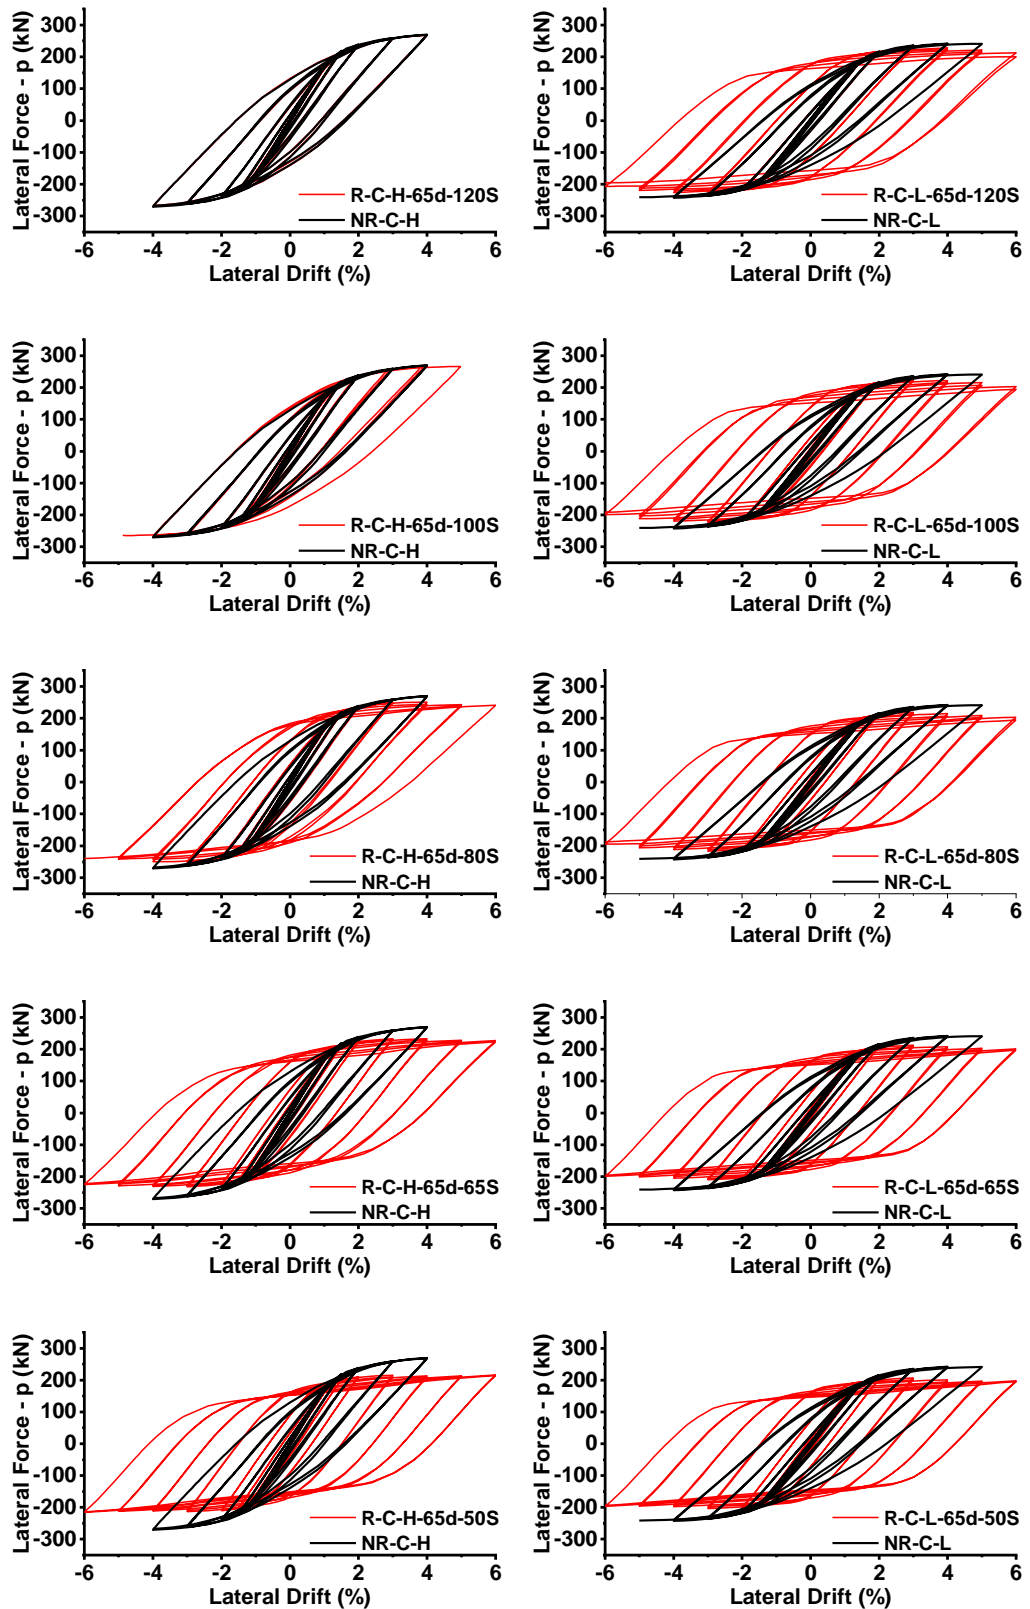 Lateral Force - p (kN)
300
200
100
0
-100
-200
-300
R-C-H-65d-120S
NR-C-H
-6 -4 -2 0 2 4 6
Lateral Drift (%)
Lateral Force - p (kN)
300
200
100
0
-100
-200
-300
R-C-L-65d-120S
NR-C-L
-6 -4 -2 0 2 4 6
Lateral Drift (%)
Lateral Force - p (kN)
300
200
100
0
-100
-200
-300
R-C-H-65d-100S
NR-C-H
-6 -4 -2 0 2 4 6
Lateral Drift (%)
Lateral Force - p (kN)
300
200
100
0
-100
-200
-300
R-C-L-65d-100S
NR-C-L
-6 -4 -2 0 2 4 6
Lateral Drift (%)
Lateral Force - p (kN)
300
200
100
0
-100
-200
-300
R-C-H-65d-80S
NR-C-H
-6 -4 -2 0 2 4 6
Lateral Drift (%)
Lateral Force - p (kN)
300
200
100
0
-100
-200
-300
R-C-L-65d-80S
NR-C-L
-6 -4 -2 0 2 4 6
Lateral Drift (%)
Lateral Force - p (kN)
300
200
100
0
-100
-200
-300
R-C-H-65d-65S
NR-C-H
-6 -4 -2 0 2 4 6
Lateral Drift (%)
Lateral Force - p (kN)
300
200
100
0
-100
-200
-300
R-C-L-65d-65S
NR-C-L
-6 -4 -2 0 2 4 6
Lateral Drift (%)
Lateral Force - p (kN)
300
200
100
0
-100
-200
-300
R-C-H-65d-50S
NR-C-H
-6 -4 -2 0 2 4 6
Lateral Drift (%)
Lateral Force - p (kN)
300
200
100
0
-100
-200
-300
R-C-L-65d-50S
NR-C-L
-6 -4 -2 0 2 4 6
Lateral Drift (%)